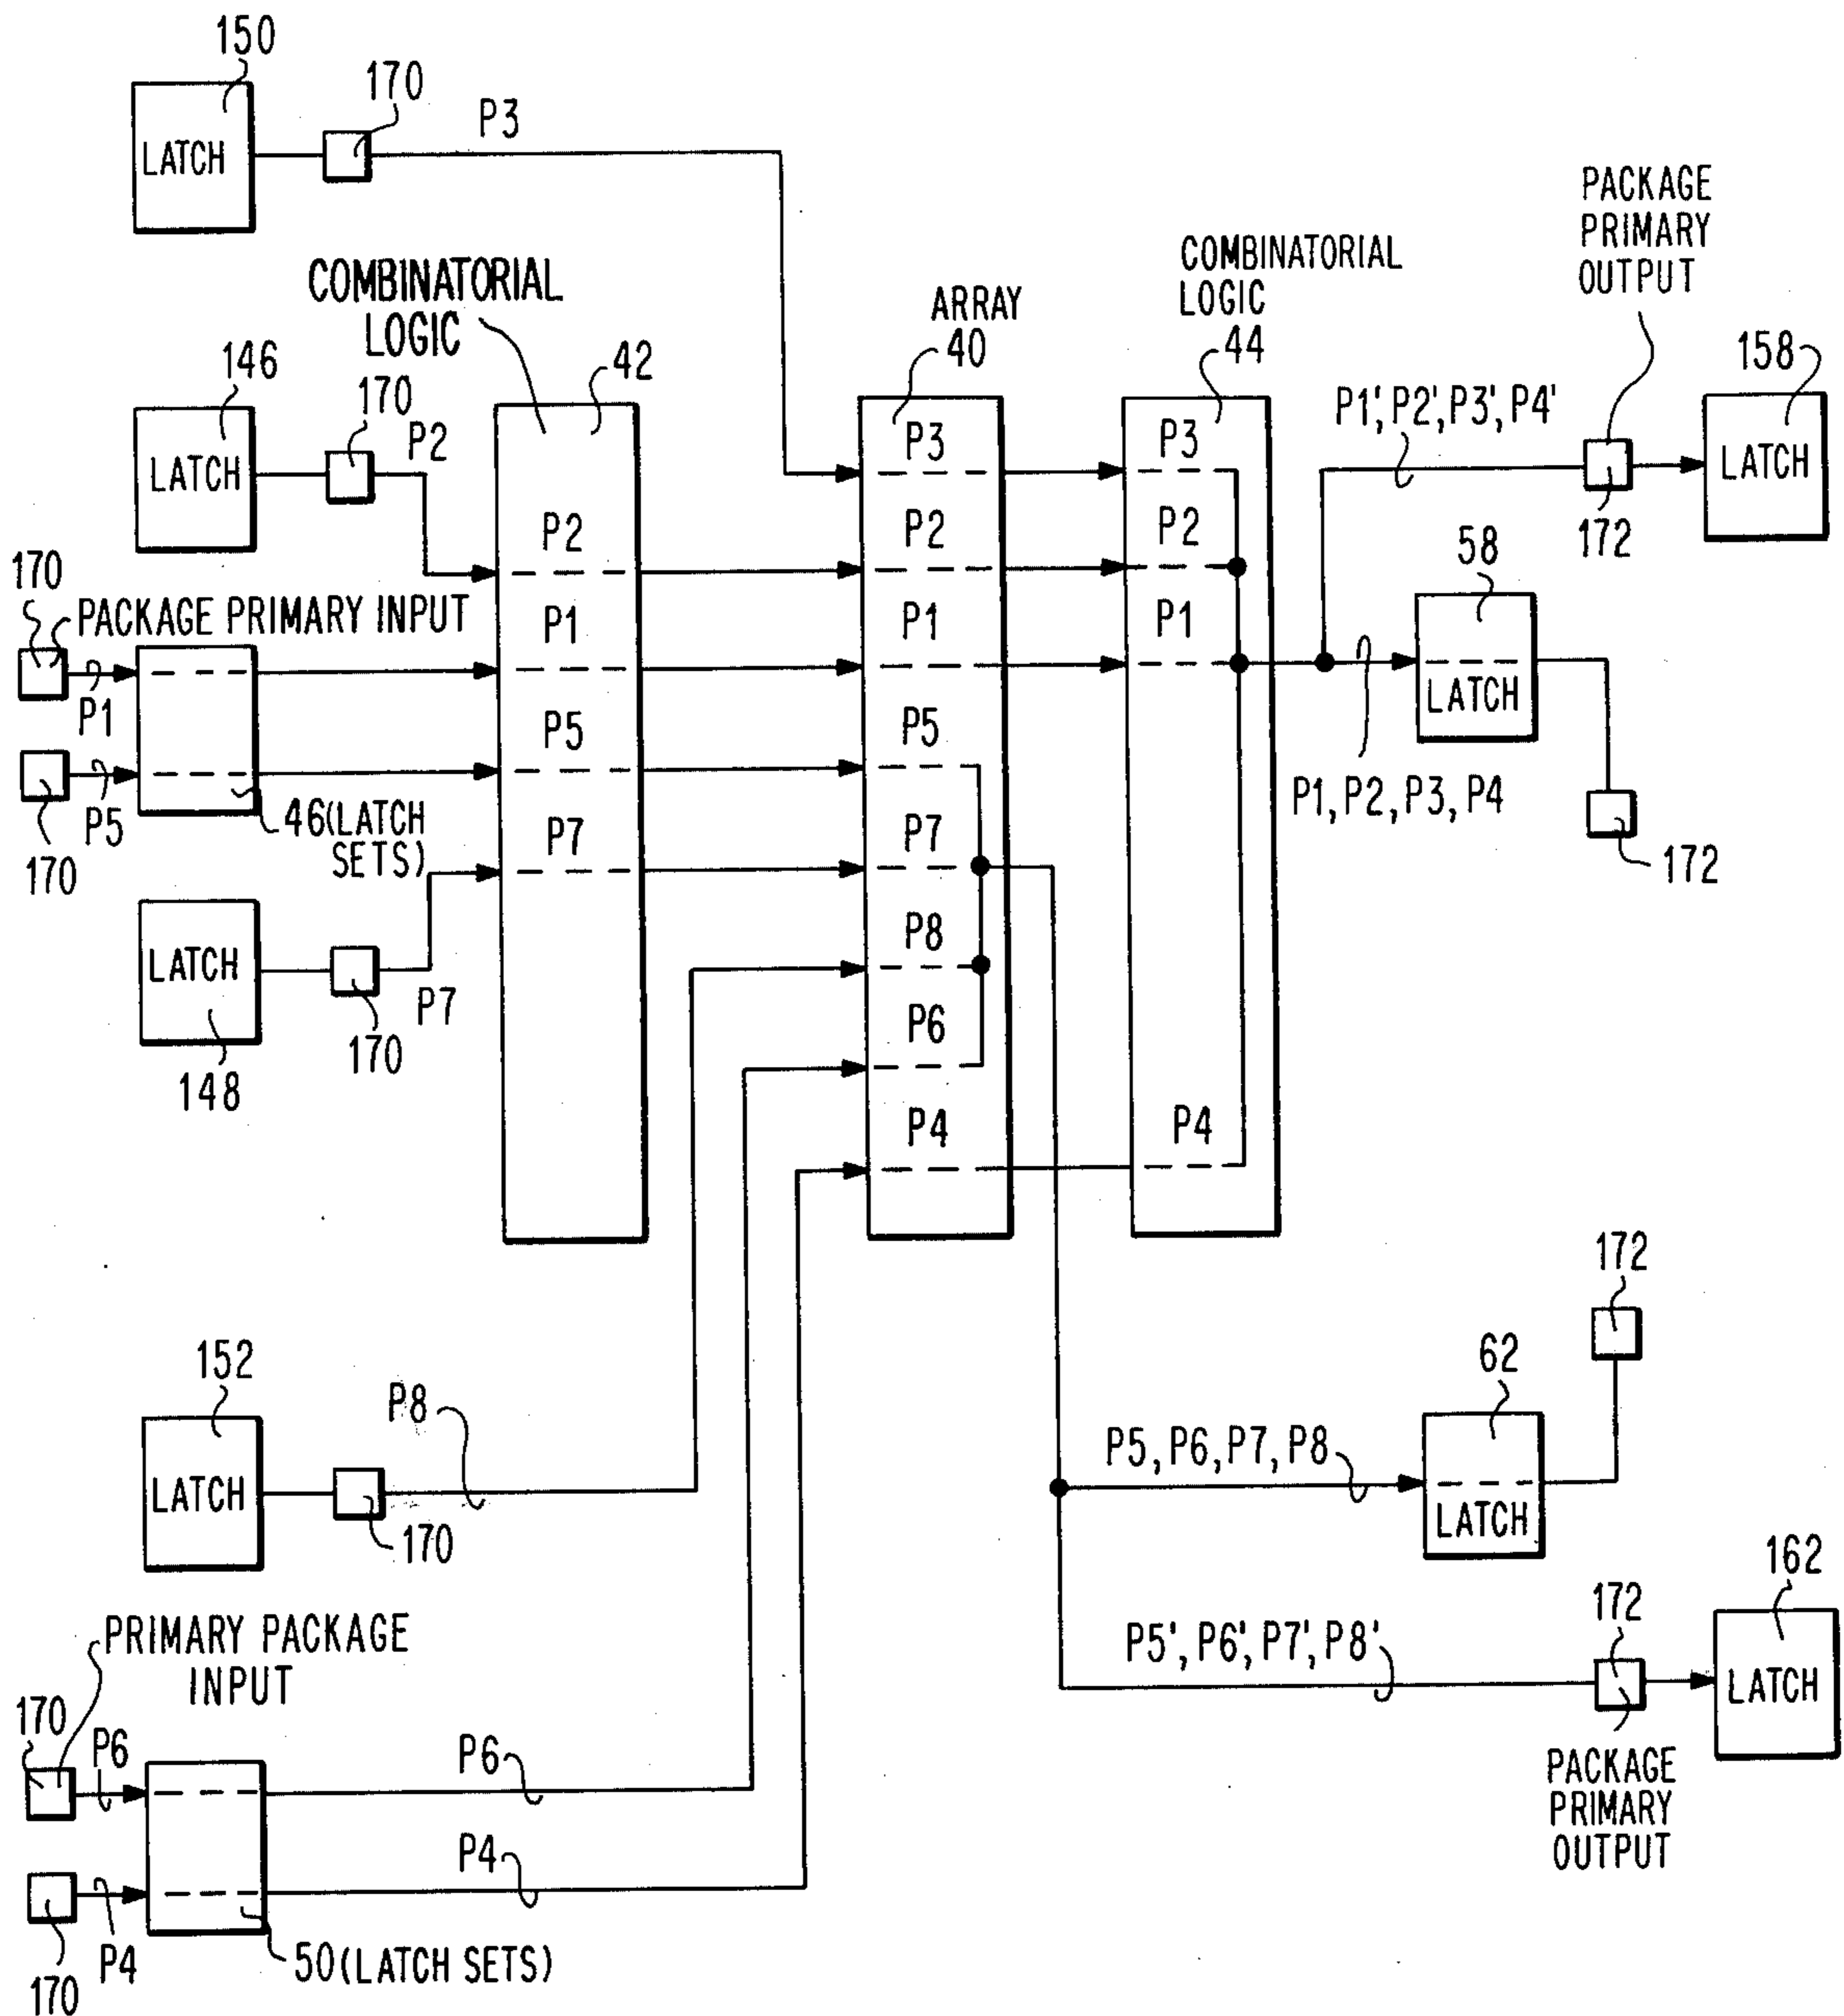 150
170
P3
LATCH
PACKAGE
PRIMARY
OUTPUT
COMBINATORIAL
LOGIC
42
ARRAY
40
COMBINATORIAL
LOGIC
44
158
146
170
P2
LATCH
P3
P3
P1', P2', P3', P4'
LATCH
172
P2
P2
P2
58
170
PACKAGE PRIMARY INPUT
P1
P1
P1
P1
LATCH
P5
P5
P5
170
46(LATCH
SETS)
P1, P2, P3, P4
172
P7
P7
LATCH
P7
170
148
P8
P6
P4
P4
172
152
P8
62
LATCH
170
P5, P6, P7, P8
LATCH
162
172
PRIMARY PACKAGE
INPUT
P5', P6', P7', P8'
LATCH
170
P6
P6
PACKAGE
PRIMARY
OUTPUT
P4
170
P4
50(LATCH SETS)